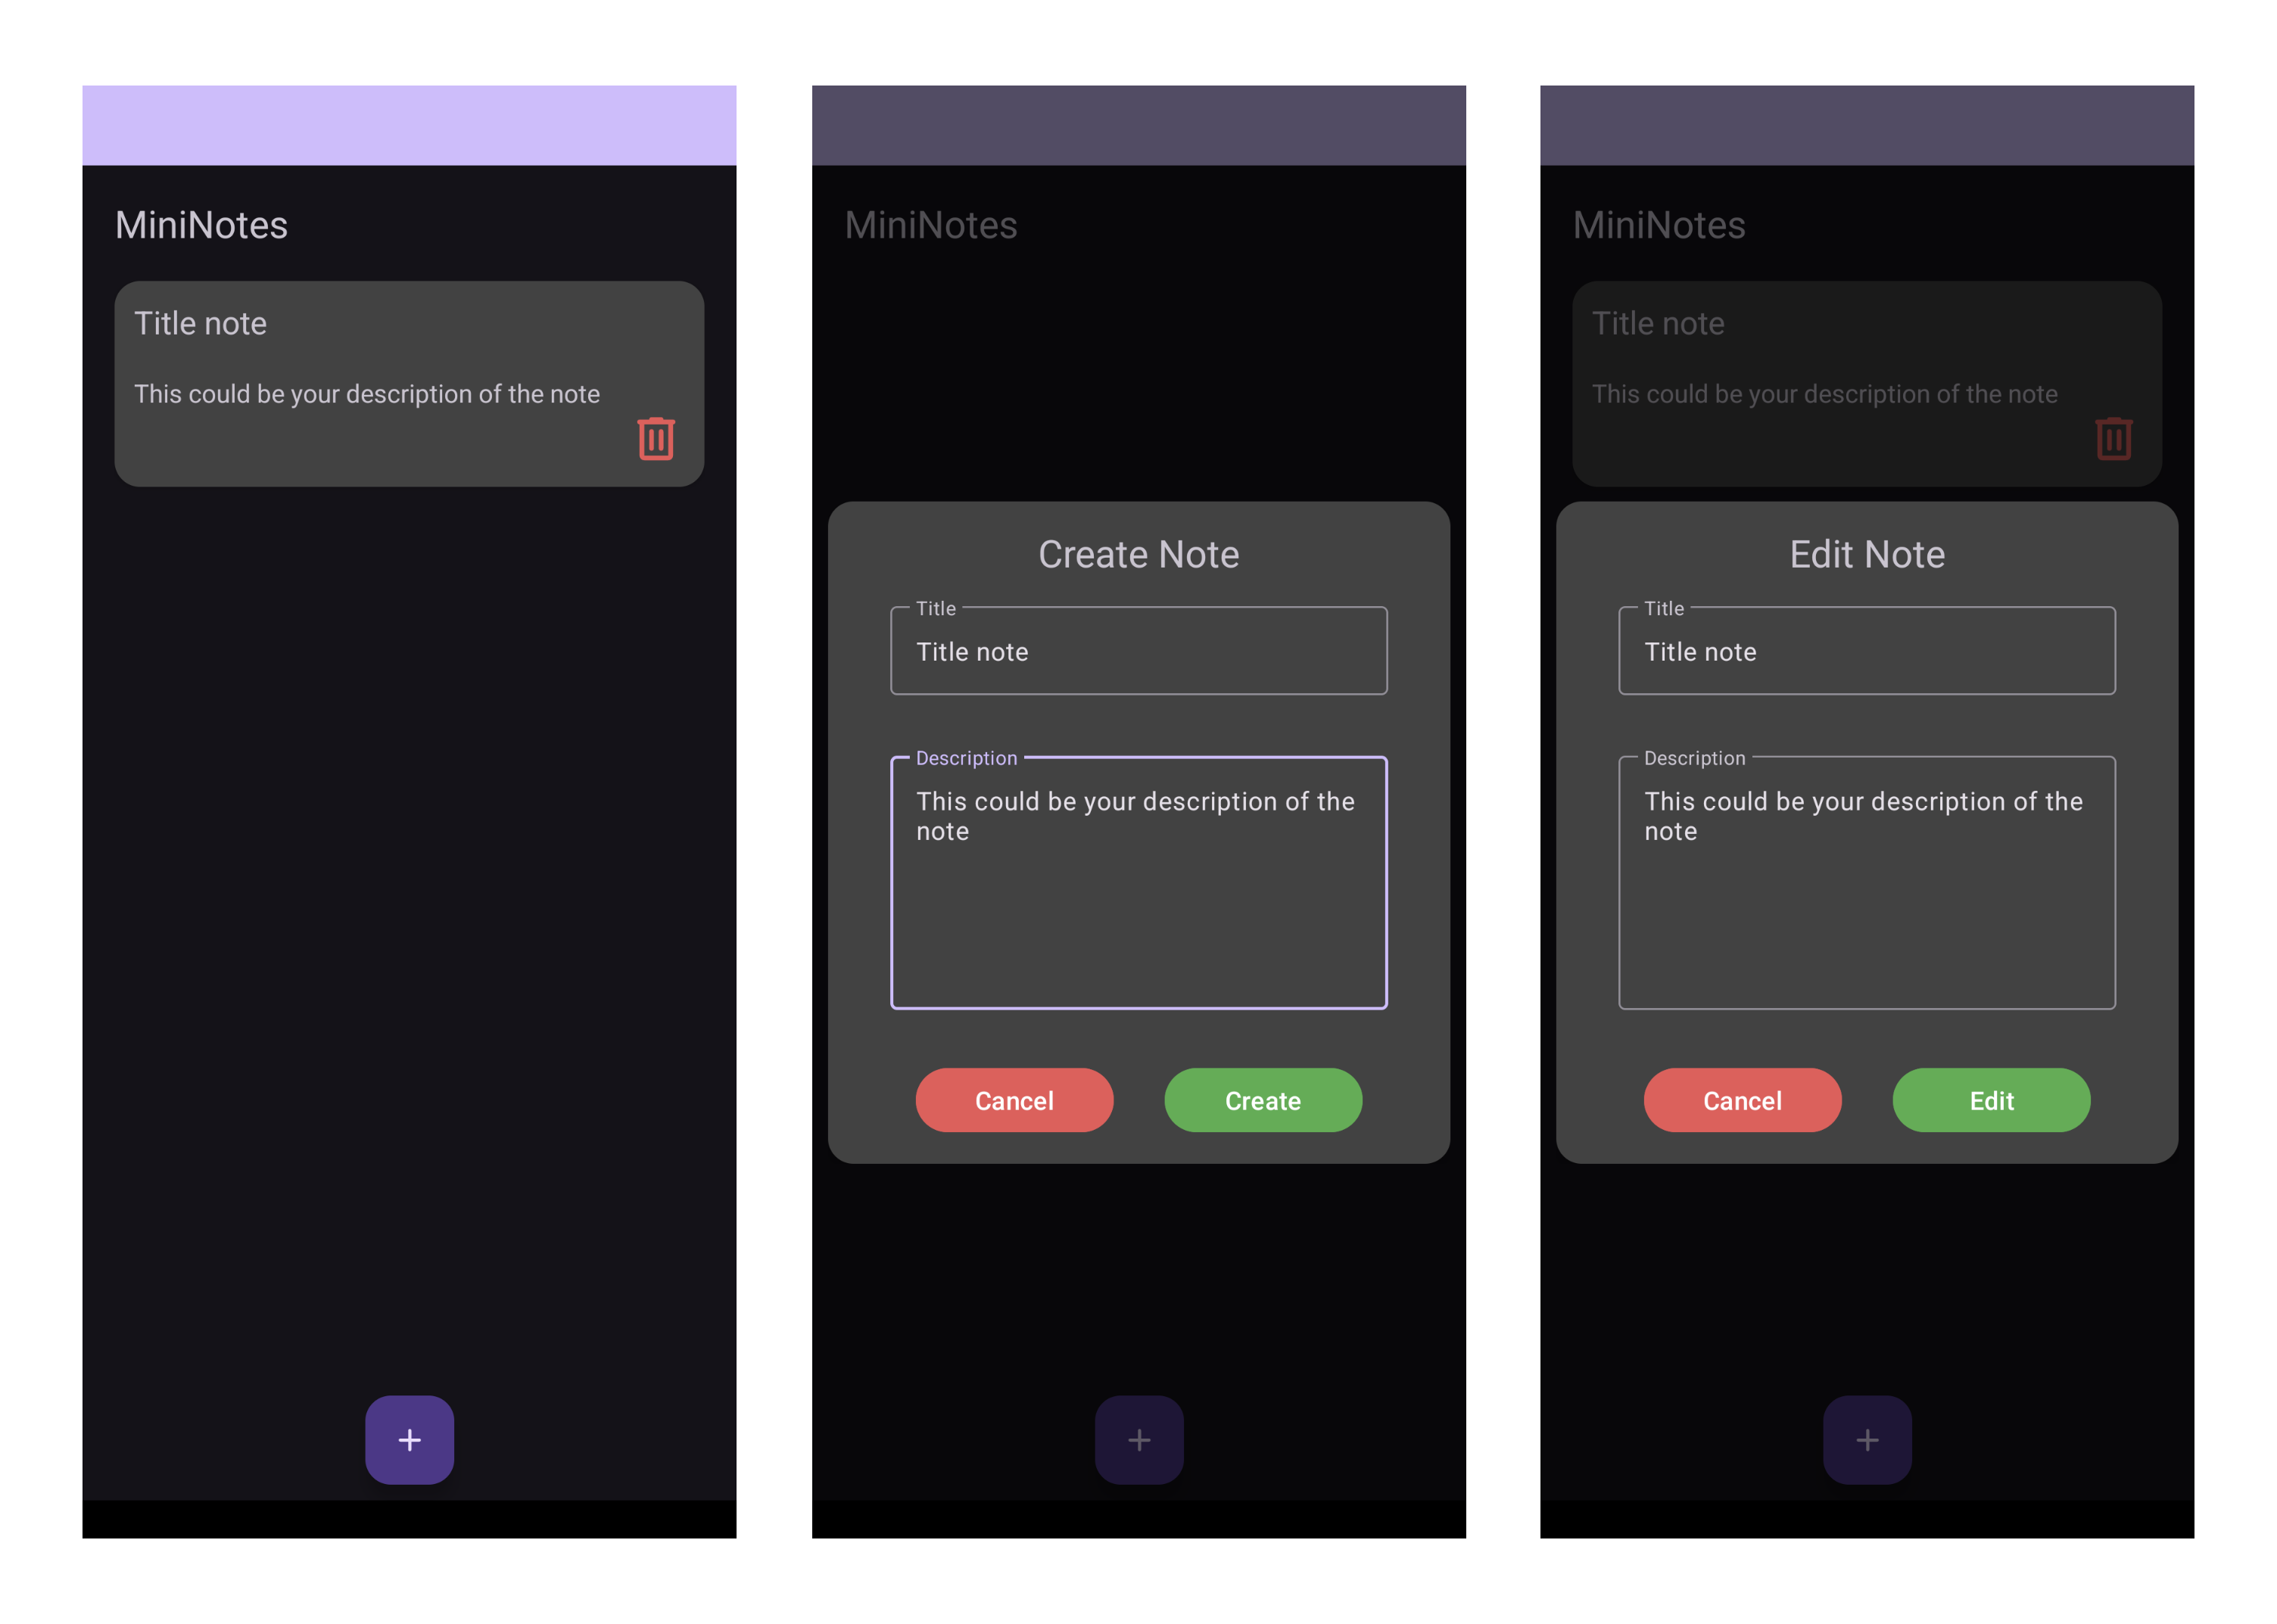 MiniNotes
Title note
This could be your description of the note
+
MiniNotes
Create Note
Title
Title note
Description
This could be your description of the
note
Cancel
Create
+
MiniNotes
Title note
This could be your description of the note
Edit Note
Title
Title note
Description
This could be your description of the
note
Cancel
Edit
+